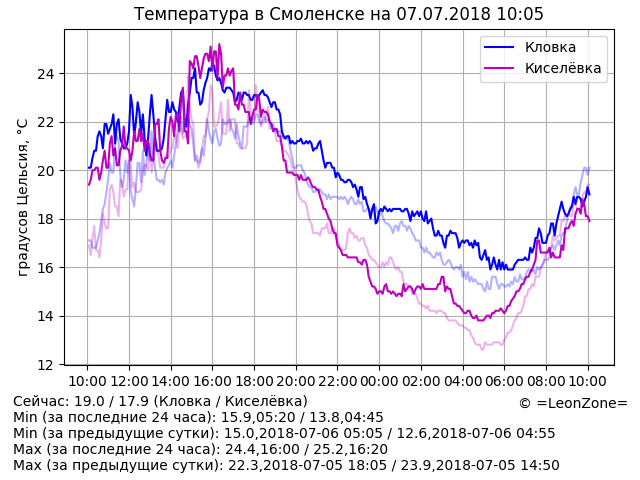 Температура в Смоленске на 07.07.2018 10:05
Кловка
Киселёвка
градусов Цельсия, °C
24
22
20
18
16
14
12
10:00 12:00 14:00 16:00 18:00 20:00 22:00 00:00 02:00 04:00 06:00 08:00 10:00
Сейчас: 19.0 / 17.9 (Кловка / Киселёвка)
© =LeonZone=
Min (за последние 24 часа): 15.9,05:20 / 13.8,04:45
Min (за предыдущие сутки): 15.0,2018-07-06 05:05 / 12.6,2018-07-06 04:55
Max (за последние 24 часа): 24.4,16:00 / 25.2,16:20
Max (за предыдущие сутки): 22.3,2018-07-05 18:05 / 23.9,2018-07-05 14:50